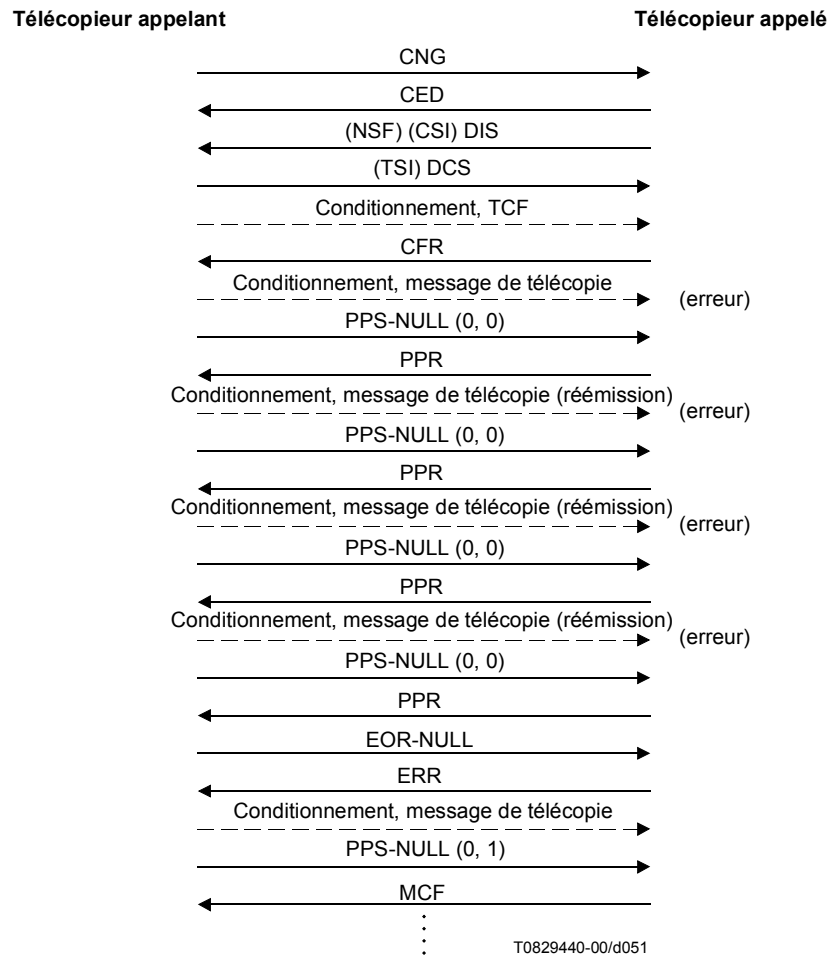 Télécopieur appelant
Télécopieur appelé
CNG
CED
(NSF) (CSI) DIS
(TSI) DCS
Conditionnement, TCF
CFR
Conditionnement, message de télécopie
(erreur)
PPS-NULL (0, 0)
PPR
Conditionnement, message de télécopie (réémission)
(erreur)
PPS-NULL (0, 0)
PPR
Conditionnement, message de télécopie (réémission)
(erreur)
PPS-NULL (0, 0)
PPR
Conditionnement, message de télécopie (réémission)
(erreur)
PPS-NULL (0, 0)
PPR
EOR-NULL
ERR
Conditionnement, message de télécopie
PPS-NULL (0, 1)
MCF
T0829440-00/d051